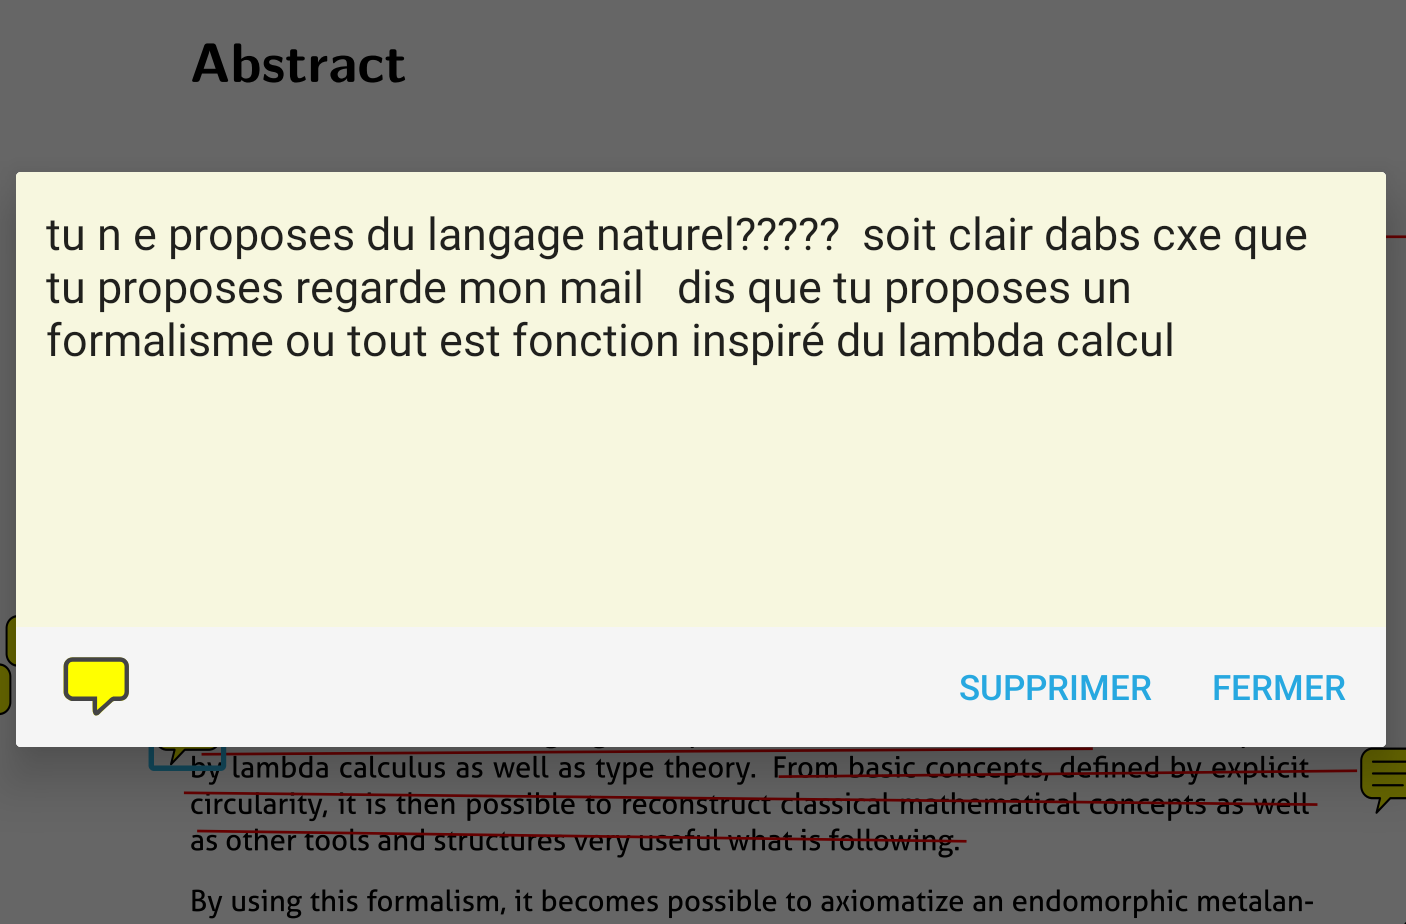 Abstract
tu n e proposes du langage naturel????? soit clair dabs cxe que
tu proposes regarde mon mail dis que tu proposes un
formalisme ou tout est fonction inspiré du lambda calcul
SUPPRIMER FERMER
by lambda calculus as well as type theory. From basic concepts, defined by explicit
circularity, it is then possible to reconstruct classical mathematical concepts as well
as other tools and structures very useful what is following.
By using this formalism, it becomes possible to axiomatize an endomorphic metalan-